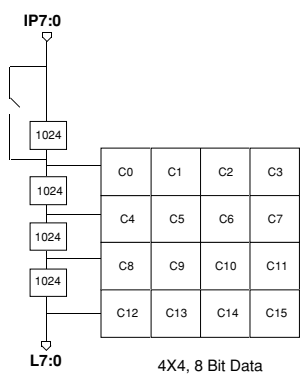 IP7:0
1024
C0 C1 C2 C3
1024
C4 C5 C6 C7
1024
C8 C9 C10 C11
1024
C12 C13 C14 C15
L7:0
4X4, 8 Bit Data